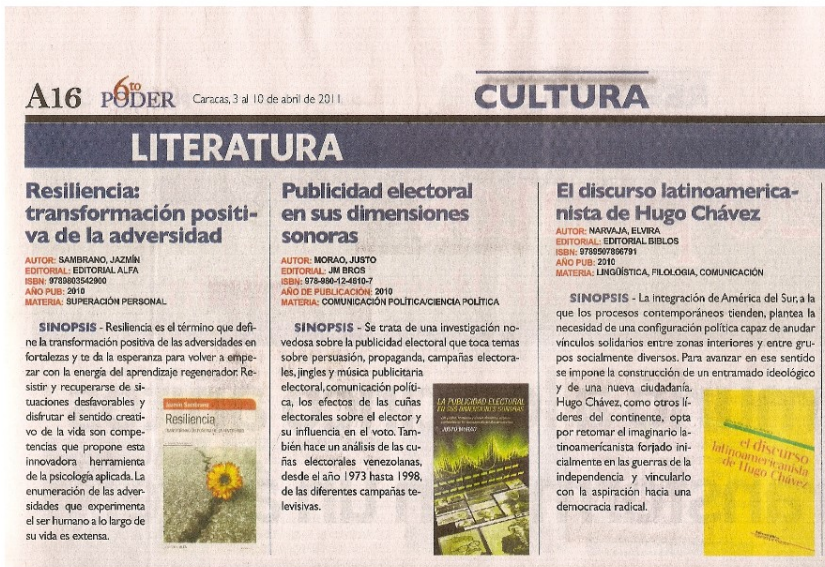 A16 6to PODER Caracas, 3 al 10 de abril de 2011 CULTURA
LITERATURA
Resiliencia:
transformación positi-
va de la adversidad
AUTOR: SAMBRANO, JAZMÍN
EDITORIAL: EDITORIAL ALFA
ISBN: 9789803542900
AÑO PUB: 2010
MATERIA: SUPERACIÓN PERSONAL
SINOPSIS - Resiliencia es el término que defi-
ne la transformación positiva de las adversidades en
fortalezas y te da la esperanza para volver a empe-
zar con la energía del aprendizaje regenerador. Re-
sistir y recuperarse de si-
tuaciones desfavorables y
disfrutar el sentido creati-
vo de la vida son compe-
tencias que propone esta
innovadora herramienta
de la psicología aplicada. La
enumeración de las adver-
sidades que experimenta
el ser humano a lo largo de
su vida es extensa.
Jazmín Sambrano
Resiliencia
Publicidad electoral
en sus dimensiones
sonoras
AUTOR: MORAO, JUSTO
EDITORIAL: JM BROS
ISBN: 978-980-12-4610-7
AÑO DE PUBLICACIÓN: 2010
MATERIA; COMUNICACIÓN POLÍTICA/CIENCIA POLÍTICA
SINOPSIS - Se trata de una investigación no-
vedosa sobre la publicidad electoral que toca temas
sobre persuasión, propaganda, campañas electora-
les, jingles y música publicitaria
electoral, comunicación políti-
ca, los efectos de las cuñas
electorales sobre el elector y
su influencia en el voto. Tam-
bién hace un análisis de las cu-
ñas electorales venezolanas,
desde el año 1973 hasta 1998,
de las diferentes campañas te-
levisivas.
LA PUBLICIDAD ELECTORAL
EN SUS DIMENSIONES SONORAS
JUSTO MORAO
El discurso latinoamerica-
nista de Hugo Chávez
AUTOR: NARVAJA, ELVIRA
EDITORIAL: EDITORIAL BIBLOS
ISBN: 9789507866791
AÑO PUB: 2010
MATERIA: LINGÜÍSTICA, FILOLOGIA, COMUNICACIÓN
SINOPSIS - La integración de América del Sur, a la
que los procesos contemporáneos tienden, plantea la
necesidad de una configuración política capaz de anudar
vínculos solidarios entre zonas interiores y entre gru-
pos socialmente diversos. Para avanzar en ese sentido
se impone la construcción de un entramado ideológico
y de una nueva ciudadanía.
Hugo Chávez, como otros lí-
deres del continente, opta
por retomar el imaginario la-
tinoamericanista forjado ini-
cialmente en las guerras de la
independencia y vincularlo
con la aspiración hacia una
democracia radical.
el discurso
latinoamericanista
de Hugo Chávez